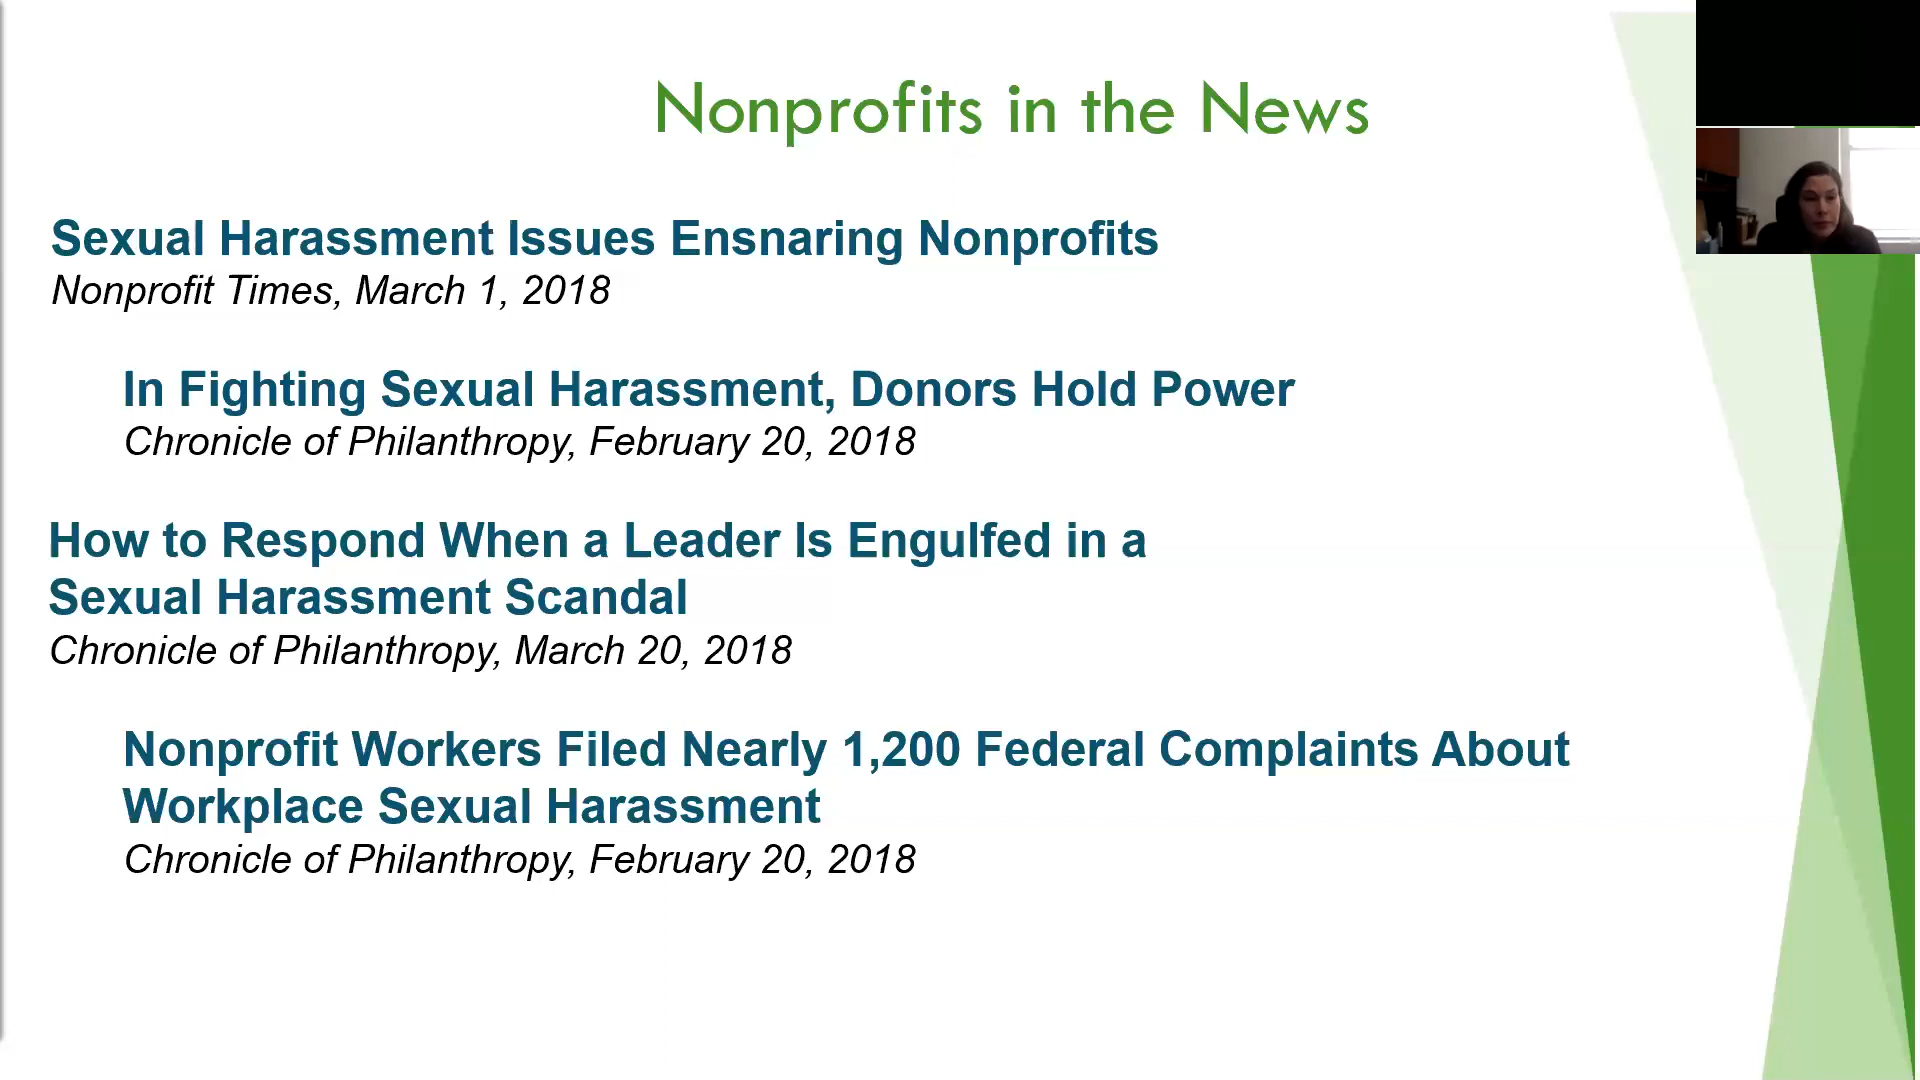 Nonprofits in the News
Sexual Harassment Issues Ensnaring Nonprofits
Nonprofit Times, March 1, 2018
In Fighting Sexual Harassment, Donors Hold Power
Chronicle of Philanthropy, February 20, 2018
How to Respond When a Leader Is Engulfed in a
Sexual Harassment Scandal
Chronicle of Philanthropy, March 20, 2018
Nonprofit Workers Filed Nearly 1,200 Federal Complaints About
Workplace Sexual Harassment
Chronicle of Philanthropy, February 20, 2018